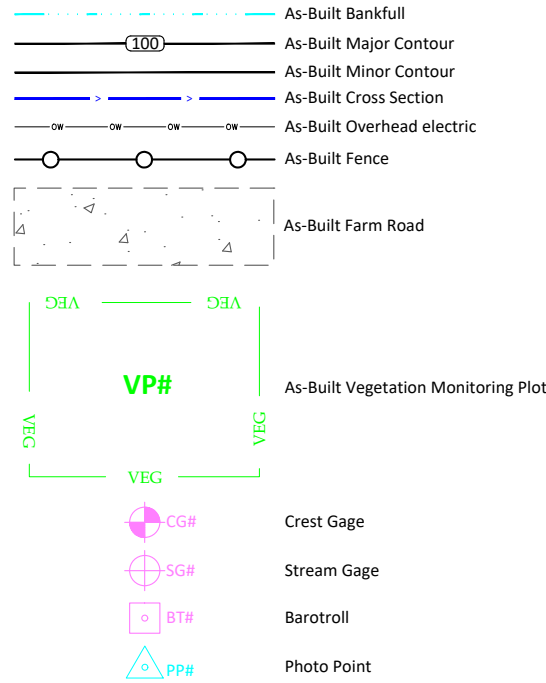 As-Built Bankfull
100 As-Built Major Contour
As-Built Minor Contour
> > As-Built Cross Section
OW OW OW OW As-Built Overhead electric
As-Built Fence
As-Built Farm Road
VEG VEG
VP# As-Built Vegetation Monitoring Plot
VEG VEG
VEG
CG# Crest Gage
SG# Stream Gage
BT# Barotroll
PP# Photo Point